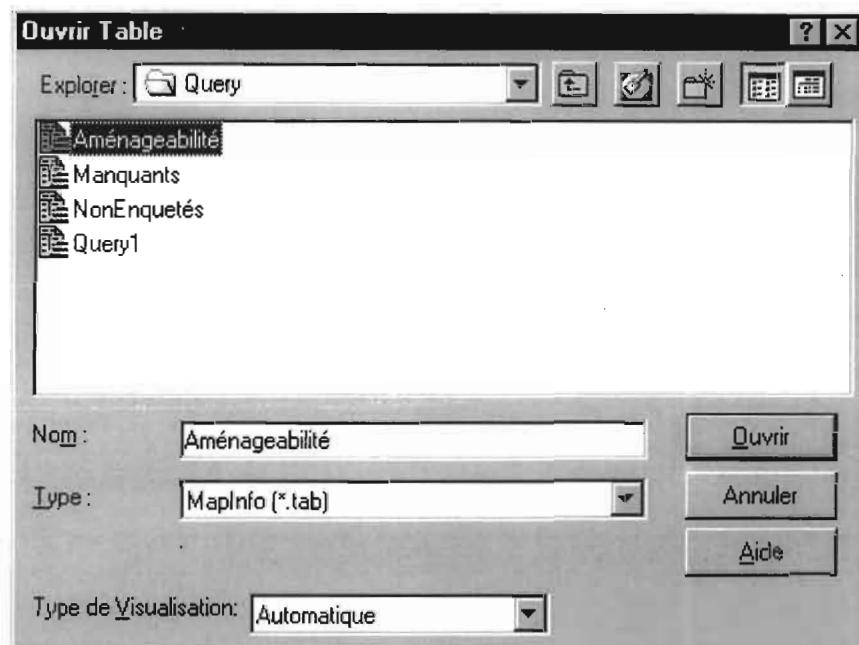 Ouvrir Table
Explorer : Query
Aménageabilité
Manquants
NonEnquetés
Query1
Nom : Aménageabilité Ouvrir
Type : MapInfo (*.tab) Annuler
Aide
Type de Visualisation: Automatique